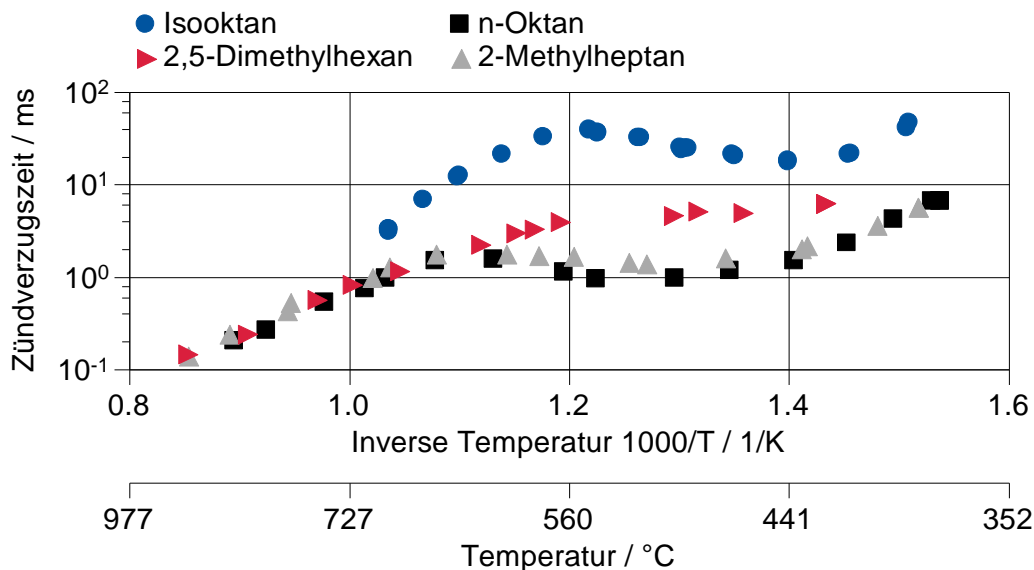 Isooktan n-Oktan
2,5-Dimethylhexan 2-Methylheptan
Zündverzugszeit / ms
10²
10¹
10⁰
10⁻¹
0.8 1.0 1.2 1.4 1.6
Inverse Temperatur 1000/T / 1/K
977 727 560 441 352
Temperatur / °C